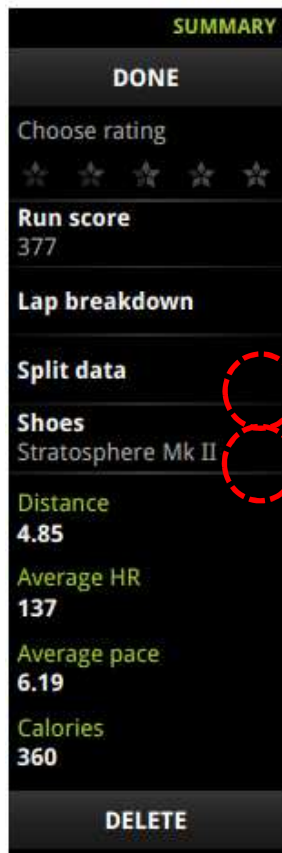 SUMMARY
DONE
Choose rating
Run score
377
Lap breakdown
Split data
Shoes
Stratosphere Mk II
Distance
4.85
Average HR
137
Average pace
6.19
Calories
360
DELETE